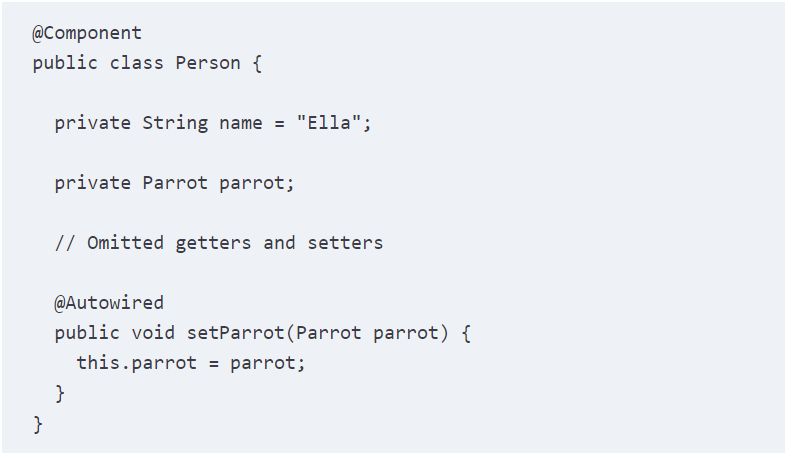 @Component
public class Person {
private String name = "Ella";
private Parrot parrot;
// Omitted getters and setters
@Autowired
public void setParrot(Parrot parrot) {
this.parrot = parrot;
}
}